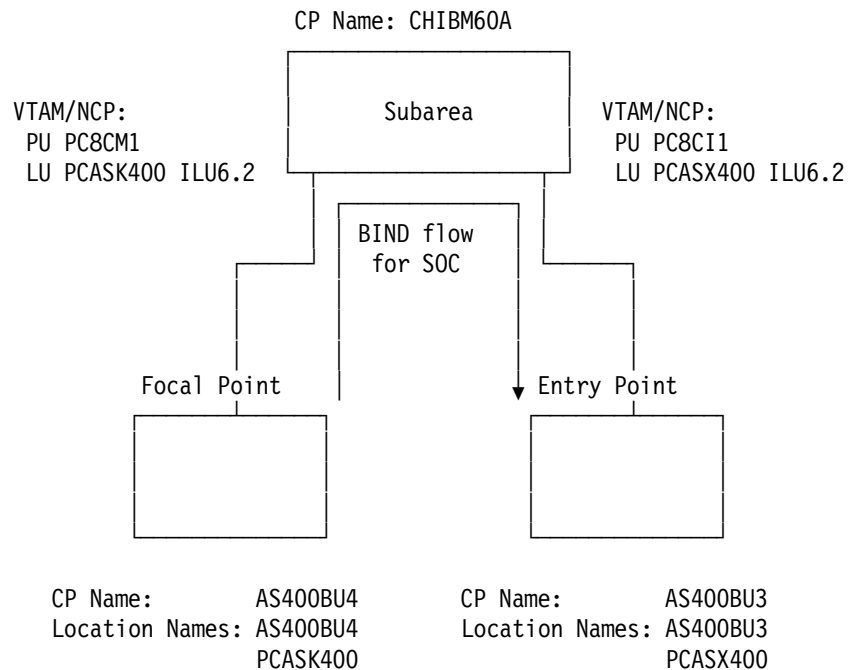 CP Name: CHIBM60A
VTAM/NCP:
PU PC8CM1
LU PCASK400 ILU6.2
Subarea
VTAM/NCP:
PU PC8CI1
LU PCASX400 ILU6.2
BIND flow
for SOC
Focal Point
Entry Point
CP Name: AS400BU4
Location Names: AS400BU4
PCASK400
CP Name: AS400BU3
Location Names: AS400BU3
PCASX400